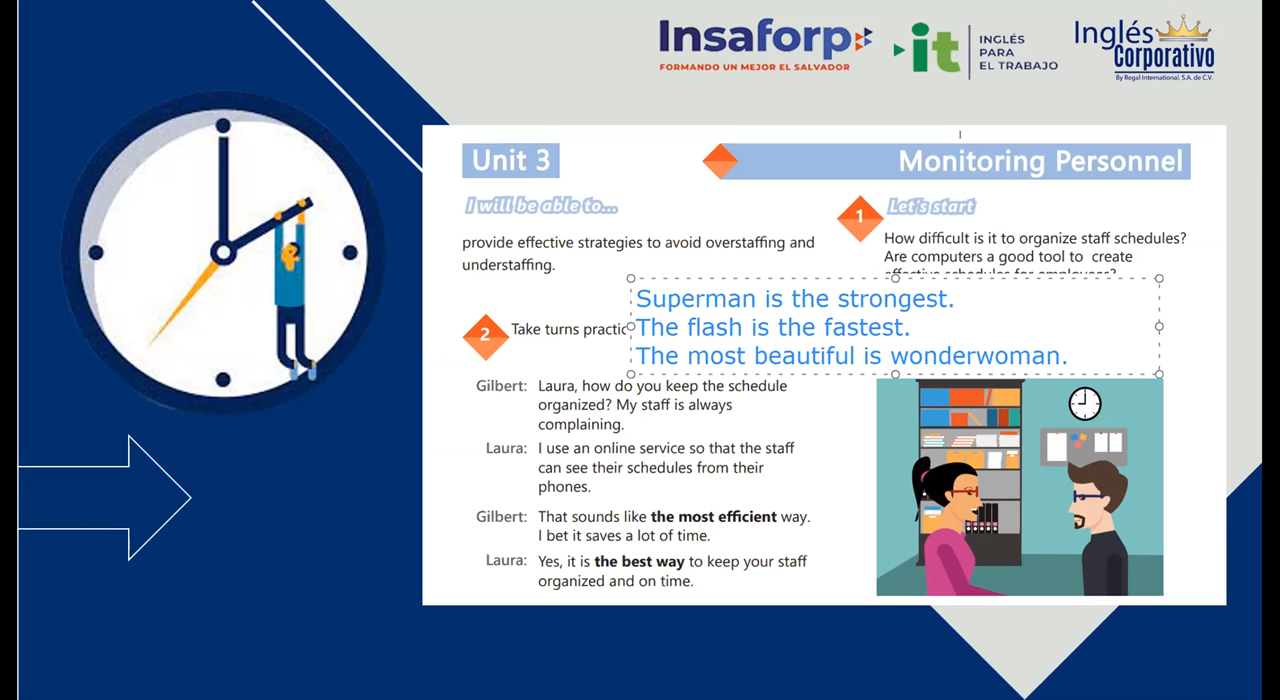 Insaforp
FORMANDO UN MEJOR EL SALVADOR
it
INGLÉS
PARA
EL TRABAJO
Inglés
Corporativo
By Regal International, S.A. de C.V.
Unit 3
Monitoring Personnel
I will be able to...
provide effective strategies to avoid overstaffing and
understaffing.
1
Let's start
How difficult is it to organize staff schedules?
Are computers a good tool to create
effective schedules for employees?
Superman is the strongest.
The flash is the fastest.
The most beautiful is wonderwoman.
2
Take turns practic
Gilbert: Laura, how do you keep the schedule
organized? My staff is always
complaining.
Laura: I use an online service so that the staff
can see their schedules from their
phones.
Gilbert: That sounds like the most efficient way.
I bet it saves a lot of time.
Laura: Yes, it is the best way to keep your staff
organized and on time.